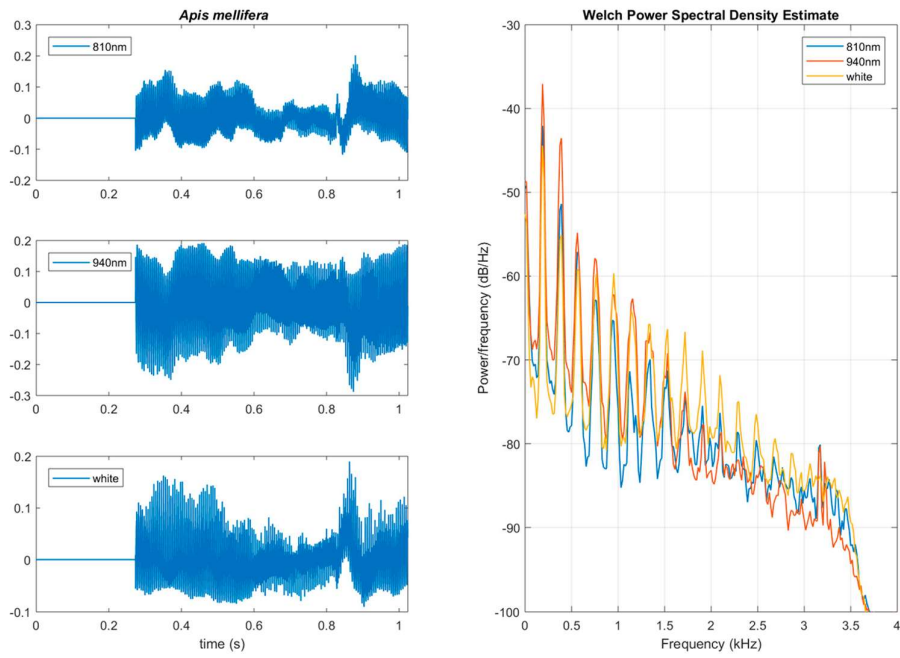 Apis mellifera
0.3
0.2
0.1
0
-0.1
-0.2
810nm
0 0.2 0.4 0.6 0.8 1
0.2
0.1
0
-0.1
-0.2
-0.3
940nm
0 0.2 0.4 0.6 0.8 1
0.2
0.1
0
-0.1
white
0 0.2 0.4 0.6 0.8 1
time (s)
Welch Power Spectral Density Estimate
810nm
940nm
white
Power/frequency (dB/Hz)
-30
-40
-50
-60
-70
-80
-90
-100
0 0.5 1 1.5 2 2.5 3 3.5 4
Frequency (kHz)